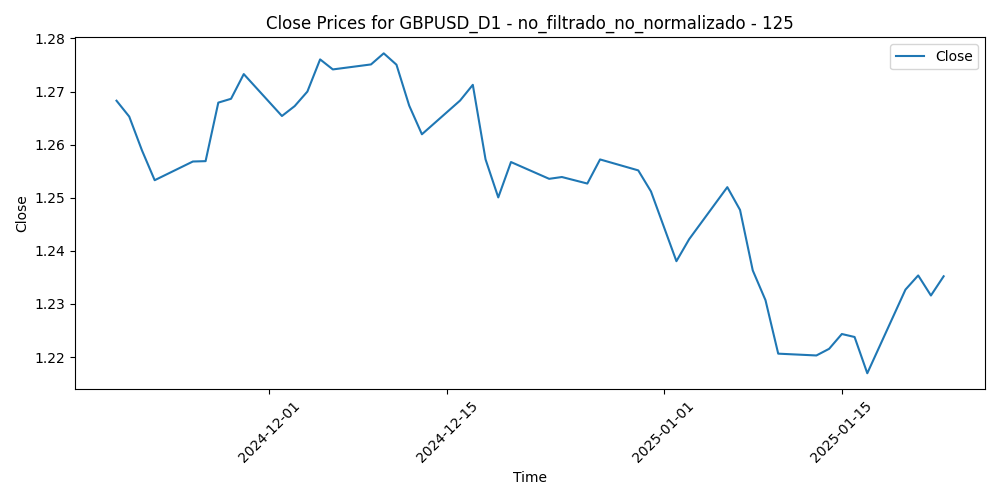 Close Prices for GBPUSD_D1 - no_filtrado_no_normalizado - 125
Close
1.28
1.27
1.26
1.25
1.24
1.23
1.22
Close
2024-12-01
2024-12-15
2025-01-01
2025-01-15
Time